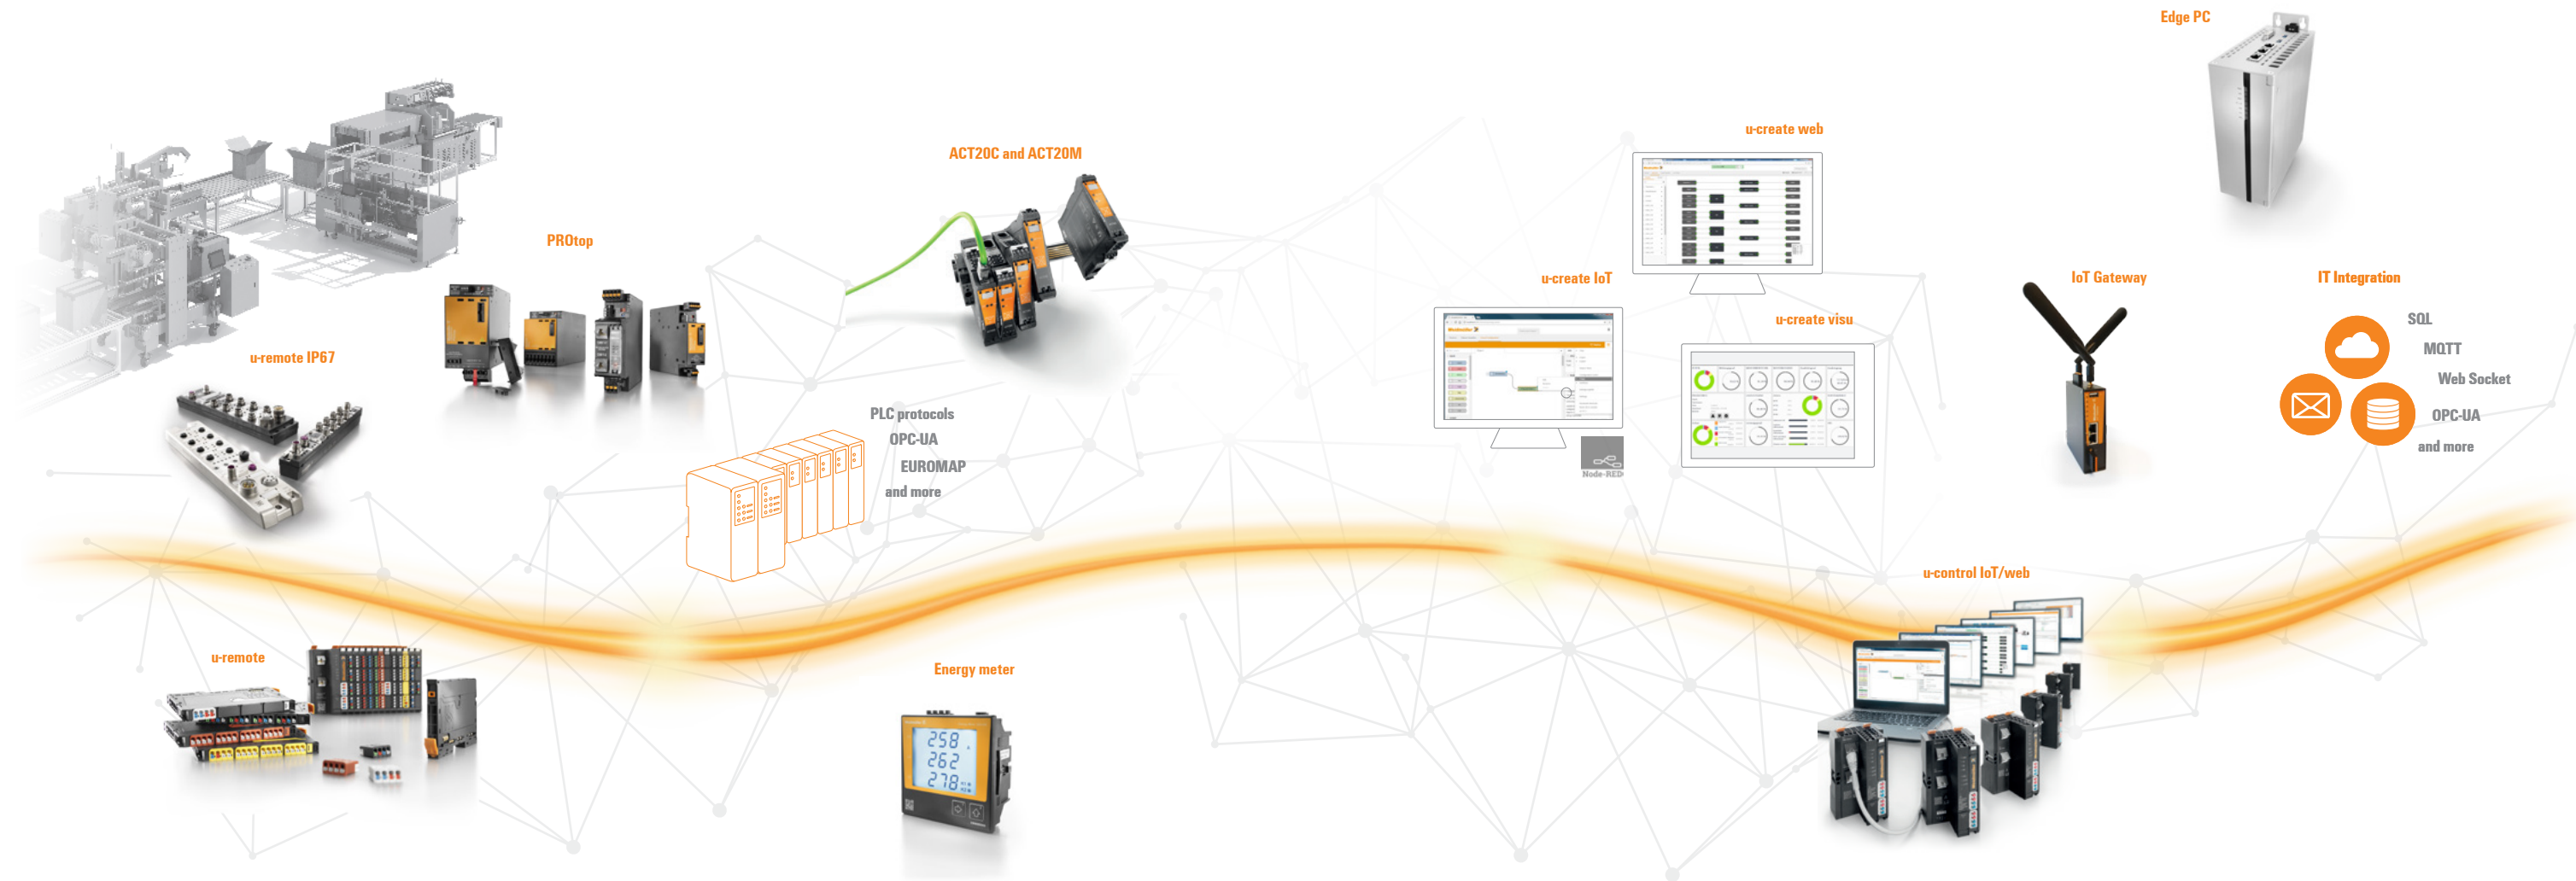 Edge PC
u-create web
ACT20C and ACT20M
PROtop
u-create IoT
IoT Gateway
IT Integration
u-create visu
SQL
MQTT
Web Socket
OPC-UA
and more
u-remote IP67
PLC protocols
OPC-UA
EUROMAP
and more
Node-RED
u-control IoT/web
u-remote
Energy meter
258
262
278